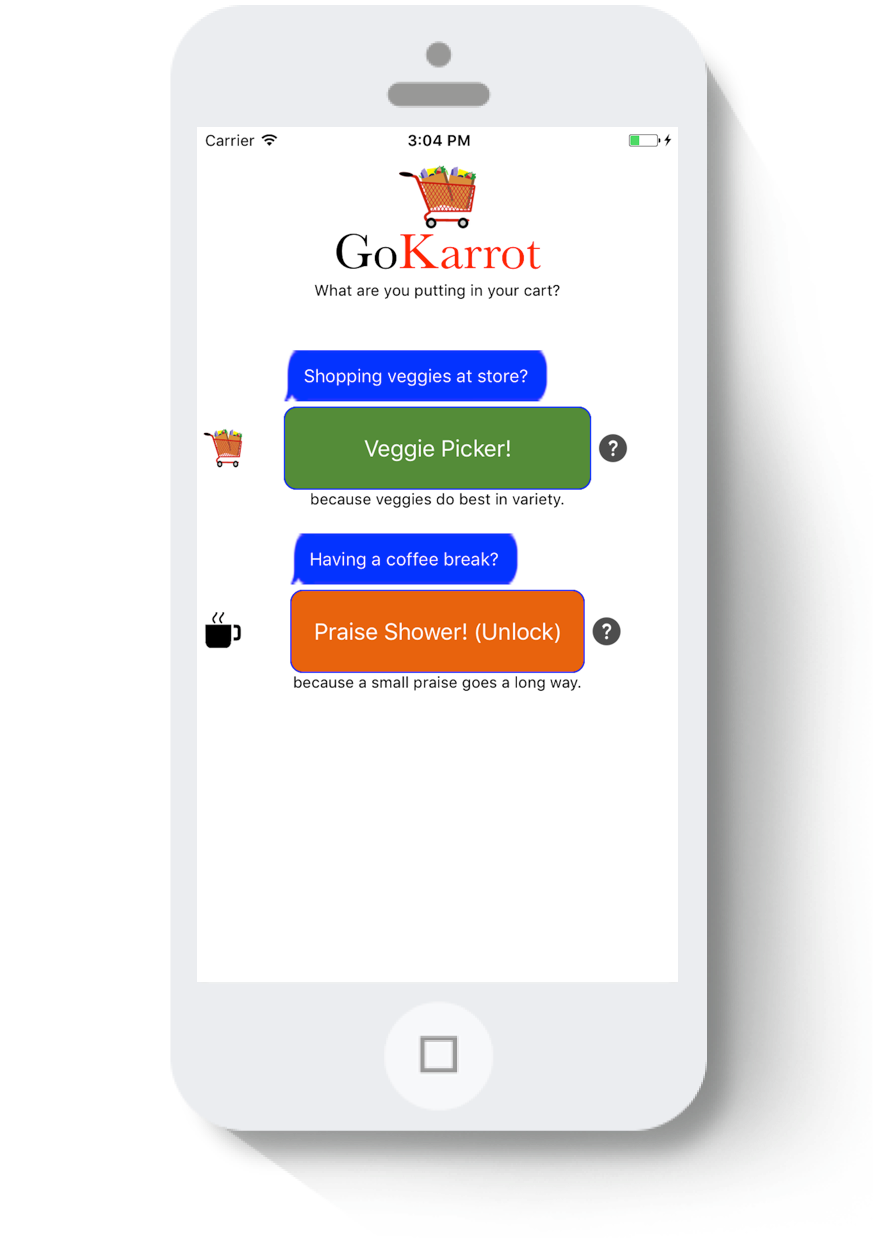 Carrier 3:04 PM
GoKarrot
What are you putting in your cart?
Shopping veggies at store?
Veggie Picker!
?
because veggies do best in variety.
Having a coffee break?
Praise Shower! (Unlock)
?
because a small praise goes a long way.